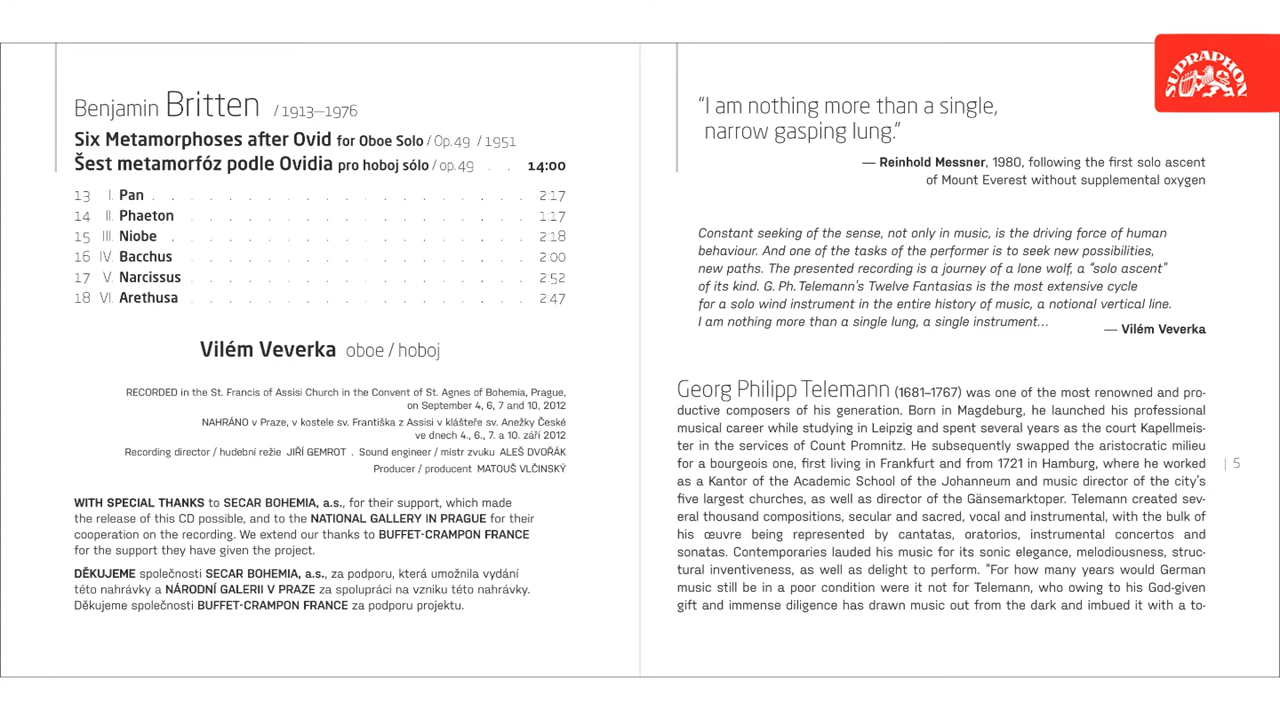 Benjamin Britten / 1913–1976
Six Metamorphoses after Ovid for Oboe Solo / Op. 49 / 1951
Šest metamorfóz podle Ovidia pro hoboj sólo / op. 49 . . 14:00
13 I. Pan 2:17
14 II. Phaeton 1:17
15 III. Niobe 2:18
16 IV. Bacchus 2:00
17 V. Narcissus 2:52
18 VI. Arethusa 2:47
Vilém Veverka oboe / hoboj
RECORDED in the St. Francis of Assisi Church in the Convent of St. Agnes of Bohemia, Prague,
on September 4, 6, 7 and 10, 2012
NAHRÁNO v Praze, v kostele sv. Františka z Assisi v klášteře sv. Anežky České
ve dnech 4., 6., 7. a 10. září 2012
Recording director / hudební režie JIŘÍ GEMROT . Sound engineer / mistr zvuku ALEŠ DVOŘÁK
Producer / producent MATOUŠ VLČINSKÝ
WITH SPECIAL THANKS to SECAR BOHEMIA, a.s., for their support, which made
the release of this CD possible, and to the NATIONAL GALLERY IN PRAGUE for their
cooperation on the recording. We extend our thanks to BUFFET-CRAMPON FRANCE
for the support they have given the project.
DĚKUJEME společnosti SECAR BOHEMIA, a.s., za podporu, která umožnila vydání
této nahrávky a NÁRODNÍ GALERII V PRAZE za spolupráci na vzniku této nahrávky.
Děkujeme společnosti BUFFET-CRAMPON FRANCE za podporu projektu.
SUPRAPHON
“I am nothing more than a single,
narrow gasping lung.”
— Reinhold Messner, 1980, following the first solo ascent
of Mount Everest without supplemental oxygen
Constant seeking of the sense, not only in music, is the driving force of human
behaviour. And one of the tasks of the performer is to seek new possibilities,
new paths. The presented recording is a journey of a lone wolf, a “solo ascent”
of its kind. G. Ph. Telemann's Twelve Fantasias is the most extensive cycle
for a solo wind instrument in the entire history of music, a notional vertical line.
I am nothing more than a single lung, a single instrument…
— Vilém Veverka
Georg Philipp Telemann (1681–1767) was one of the most renowned and pro-
ductive composers of his generation. Born in Magdeburg, he launched his professional
musical career while studying in Leipzig and spent several years as the court Kapellmeis-
ter in the services of Count Promnitz. He subsequently swapped the aristocratic milieu
for a bourgeois one, first living in Frankfurt and from 1721 in Hamburg, where he worked
as a Kantor of the Academic School of the Johanneum and music director of the city's
five largest churches, as well as director of the Gänsemarktoper. Telemann created sev-
eral thousand compositions, secular and sacred, vocal and instrumental, with the bulk of
his œuvre being represented by cantatas, oratorios, instrumental concertos and
sonatas. Contemporaries lauded his music for its sonic elegance, melodiousness, struc-
tural inventiveness, as well as delight to perform. “For how many years would German
music still be in a poor condition were it not for Telemann, who owing to his God-given
gift and immense diligence has drawn music out from the dark and imbued it with a to-
| 5